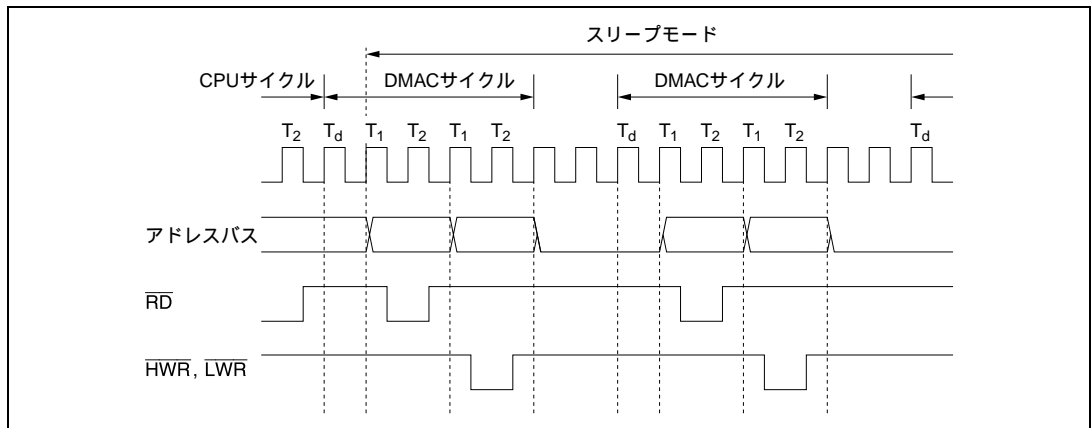 スリープモード
CPUサイクル DMACサイクル DMACサイクル
T2 Td T1 T2 T1 T2 Td T1 T2 T1 T2 Td
アドレスバス
RD
HWR, LWR